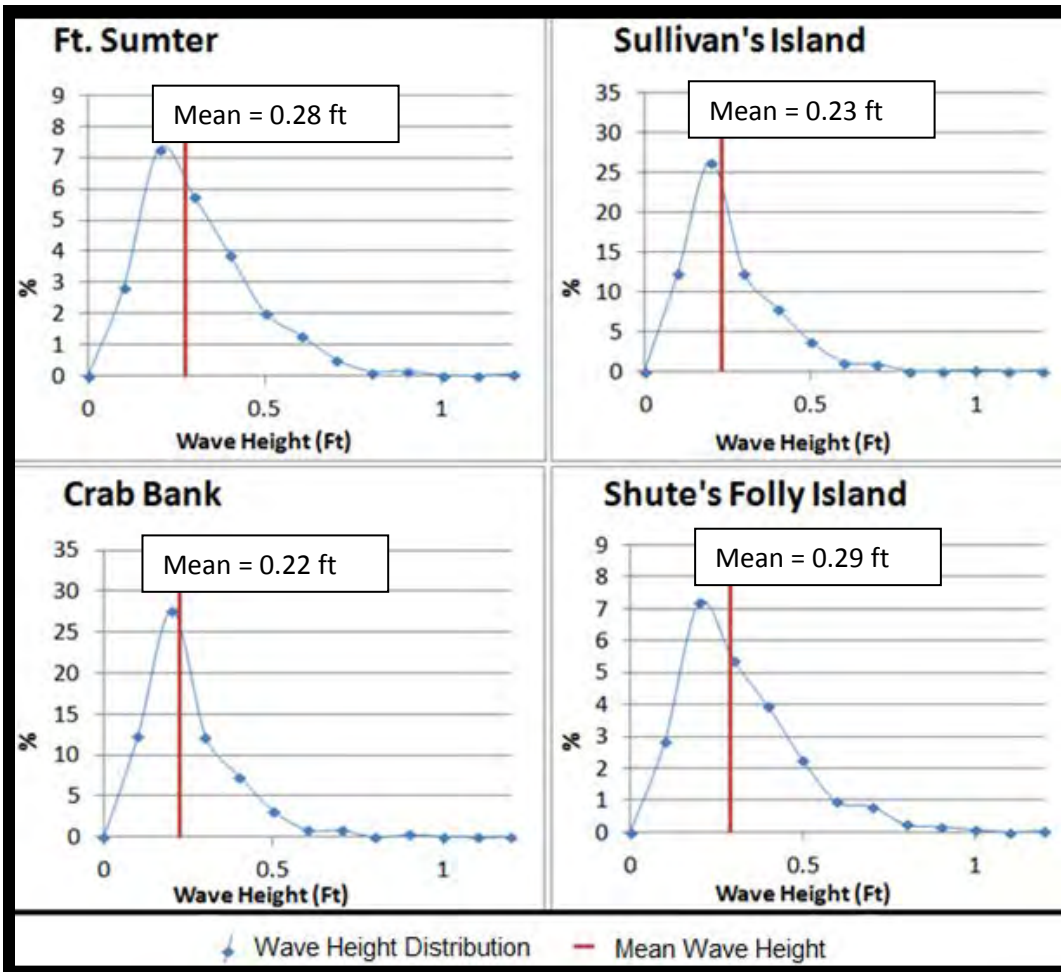 Ft. Sumter
Mean = 0.28 ft
9
8
7
6
5
4
3
2
1
0
%
0 0.5 1
Wave Height (Ft)
Sullivan's Island
Mean = 0.23 ft
35
30
25
20
15
10
5
0
%
0 0.5 1
Wave Height (Ft)
Crab Bank
Mean = 0.22 ft
35
30
25
20
15
10
5
0
%
0 0.5 1
Wave Height (Ft)
Shute's Folly Island
Mean = 0.29 ft
9
8
7
6
5
4
3
2
1
0
%
0 0.5 1
Wave Height (Ft)
Wave Height Distribution Mean Wave Height